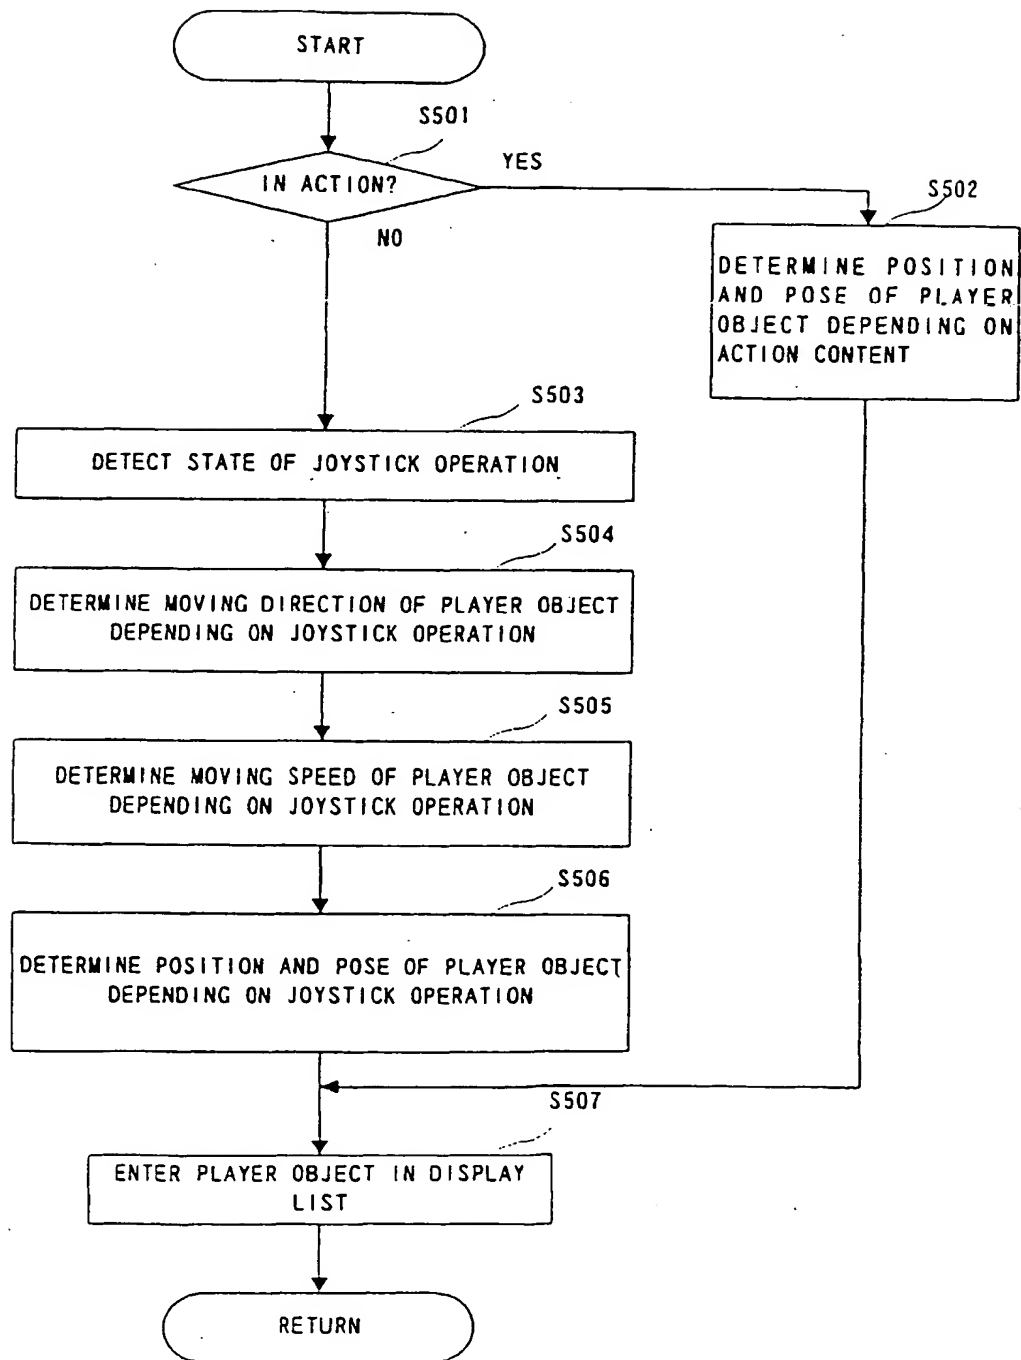 START
S501
IN ACTION?
YES
NO
S502
DETERMINE POSITION
AND POSE OF PLAYER
OBJECT DEPENDING ON
ACTION CONTENT
S503
DETECT STATE OF JOYSTICK OPERATION
S504
DETERMINE MOVING DIRECTION OF PLAYER OBJECT
DEPENDING ON JOYSTICK OPERATION
S505
DETERMINE MOVING SPEED OF PLAYER OBJECT
DEPENDING ON JOYSTICK OPERATION
S506
DETERMINE POSITION AND POSE OF PLAYER OBJECT
DEPENDING ON JOYSTICK OPERATION
S507
ENTER PLAYER OBJECT IN DISPLAY
LIST
RETURN